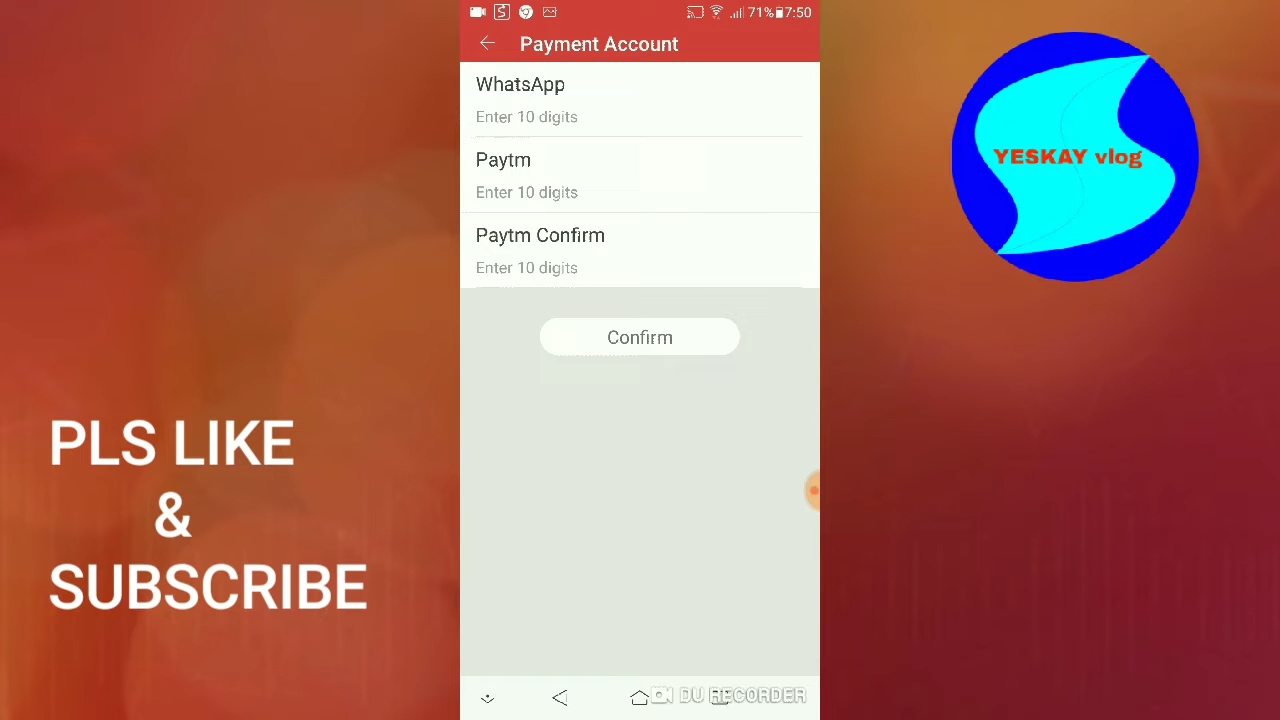 71% 7:50
Payment Account
WhatsApp
Enter 10 digits
Paytm
Enter 10 digits
Paytm Confirm
Enter 10 digits
Confirm
DU RECORDER
PLS LIKE
&
SUBSCRIBE
YESKAY vlog